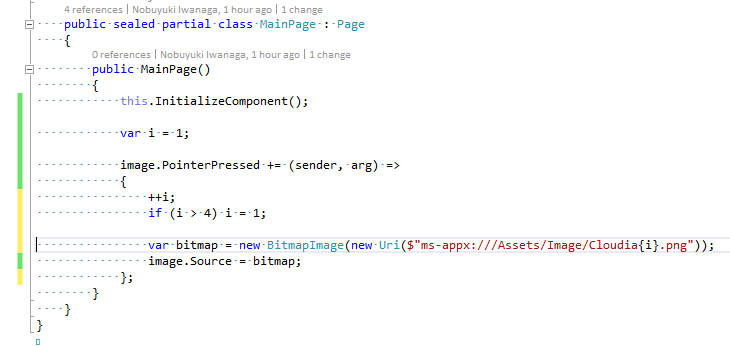 4 references | Nobuyuki Iwanaga, 1 hour ago | 1 change
public sealed partial class MainPage : Page
{
0 references | Nobuyuki Iwanaga, 1 hour ago | 1 change
public MainPage()
{
this.InitializeComponent();
var i = 1;
image.PointerPressed += (sender, arg) =>
{
++i;
if (i > 4) i = 1;
var bitmap = new BitmapImage(new Uri($"ms-appx:///Assets/Image/Cloudia{i}.png"));
image.Source = bitmap;
};
}
}
}